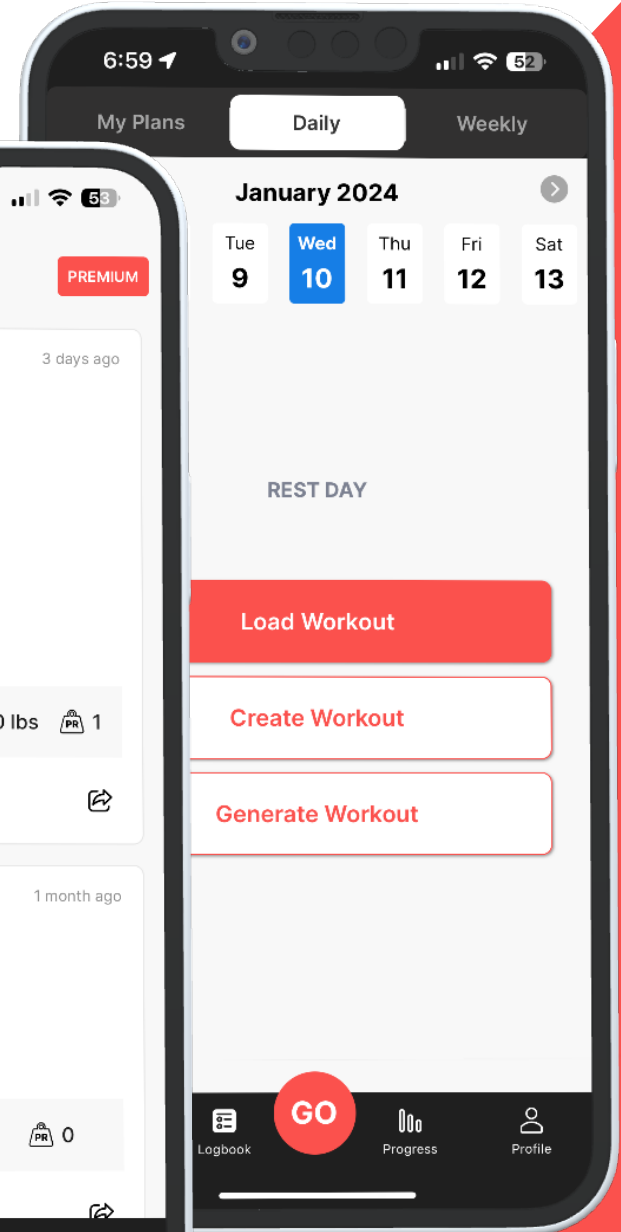 6:59
52
My Plans
Daily
Weekly
January 2024
Tue
Wed
Thu
Fri
Sat
9
10
11
12
13
REST DAY
Load Workout
Create Workout
Generate Workout
Logbook
GO
Progress
Profile
53
PREMIUM
3 days ago
lbs
PR
1
1 month ago
PR
0